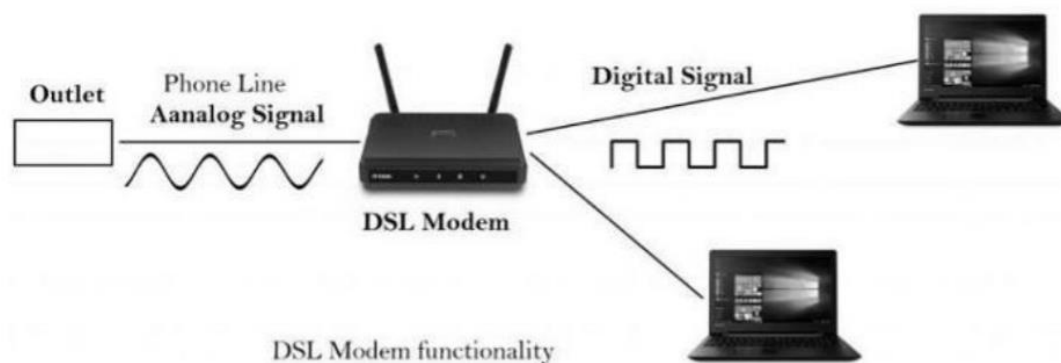 Outlet
Phone Line
Aanalog Signal
Digital Signal
DSL Modem
DSL Modem functionality